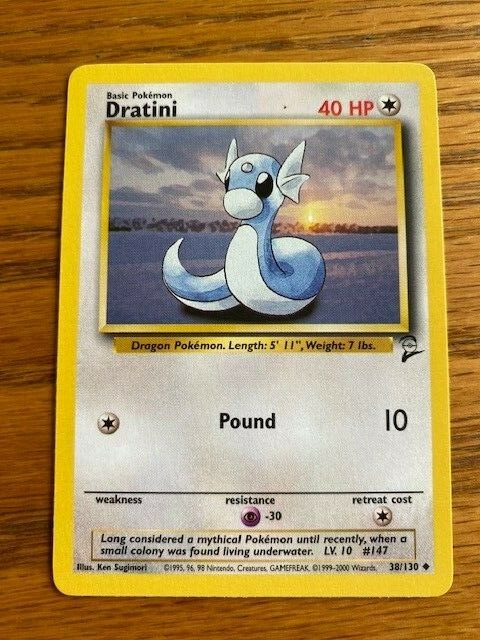 Basic Pokémon
Dratini 40 HP
Dragon Pokémon. Length: 5' 11", Weight: 7 lbs.
Pound 10
weakness resistance retreat cost
-30
Long considered a mythical Pokémon until recently, when a
small colony was found living underwater. LV. 10 #147
Illus. Ken Sugimori ©1995, 96, 98 Nintendo, Creatures, GAMEFREAK. ©1999-2000 Wizards. 38/130